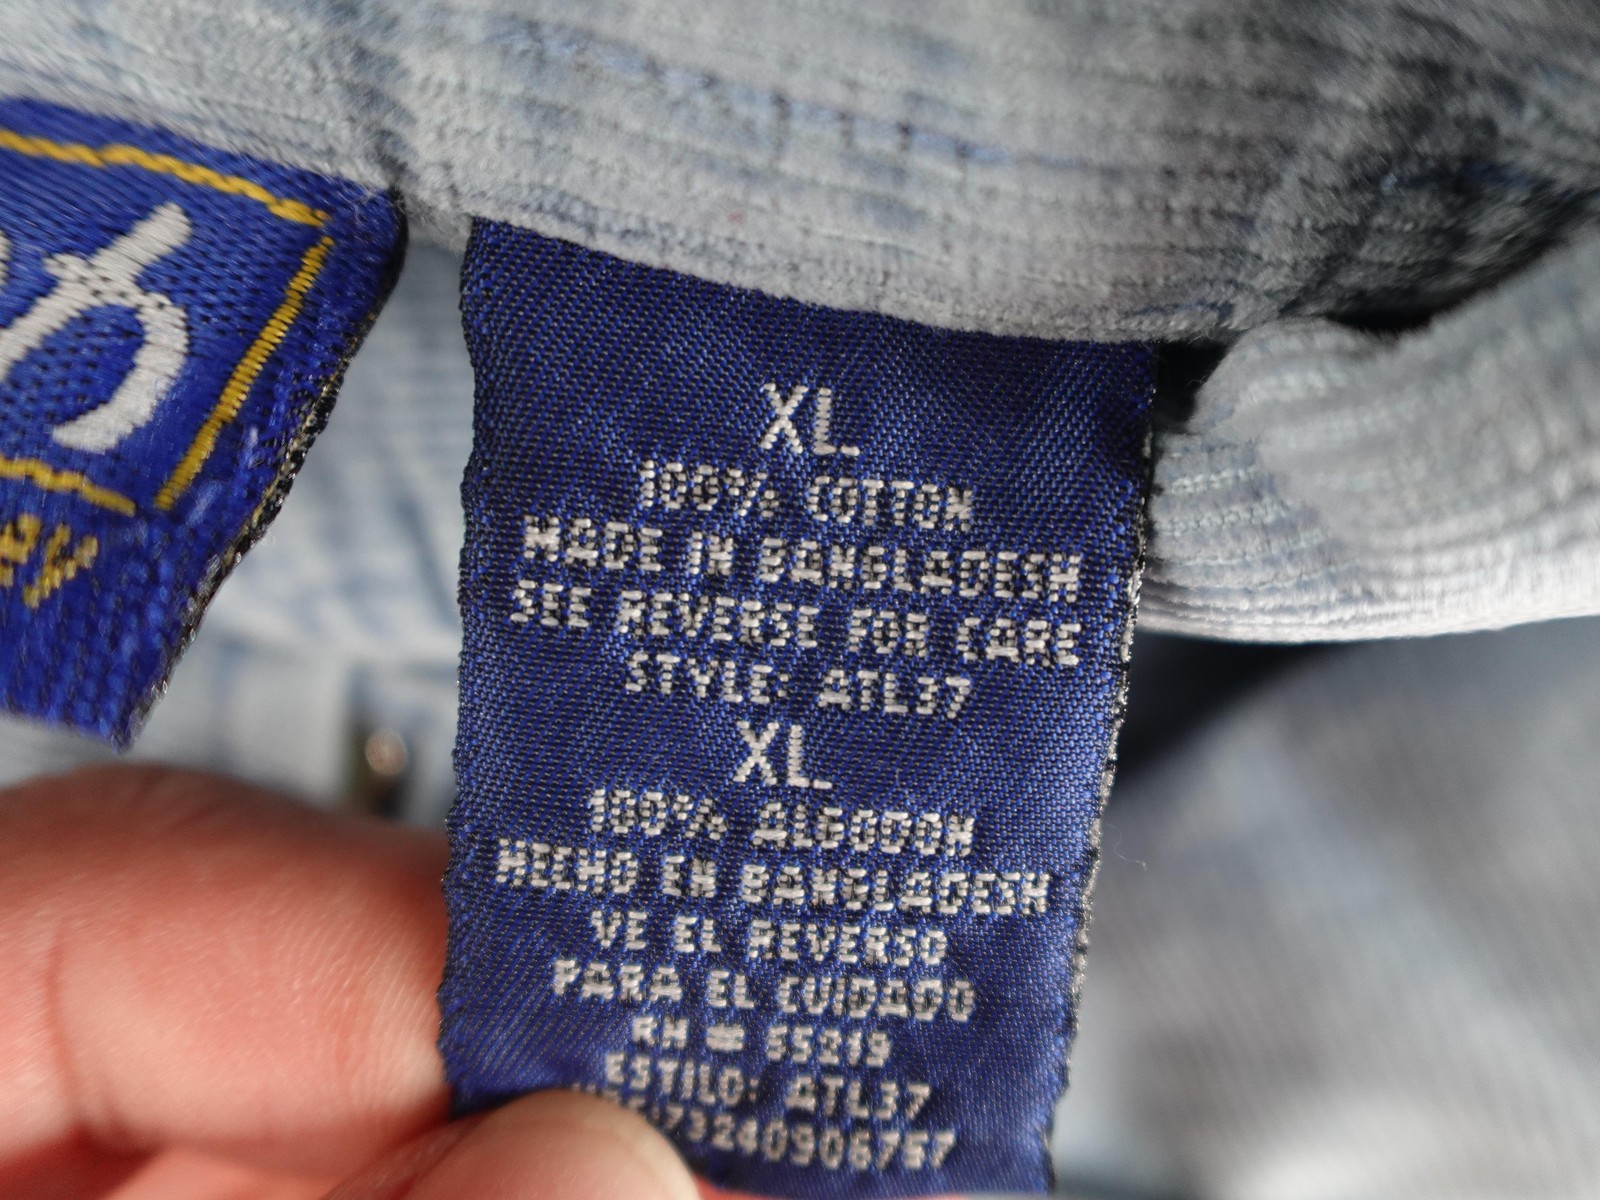 XL
100% COTTON
MADE IN BANGLADESH
SEE REVERSE FOR CARE
STYLE: ATL37
XL
100% ALGODON
HECHO EN BANGLADESH
VE EL REVERSO
PARA EL CUIDADO
RN # 65219
ESTILO: ATL37